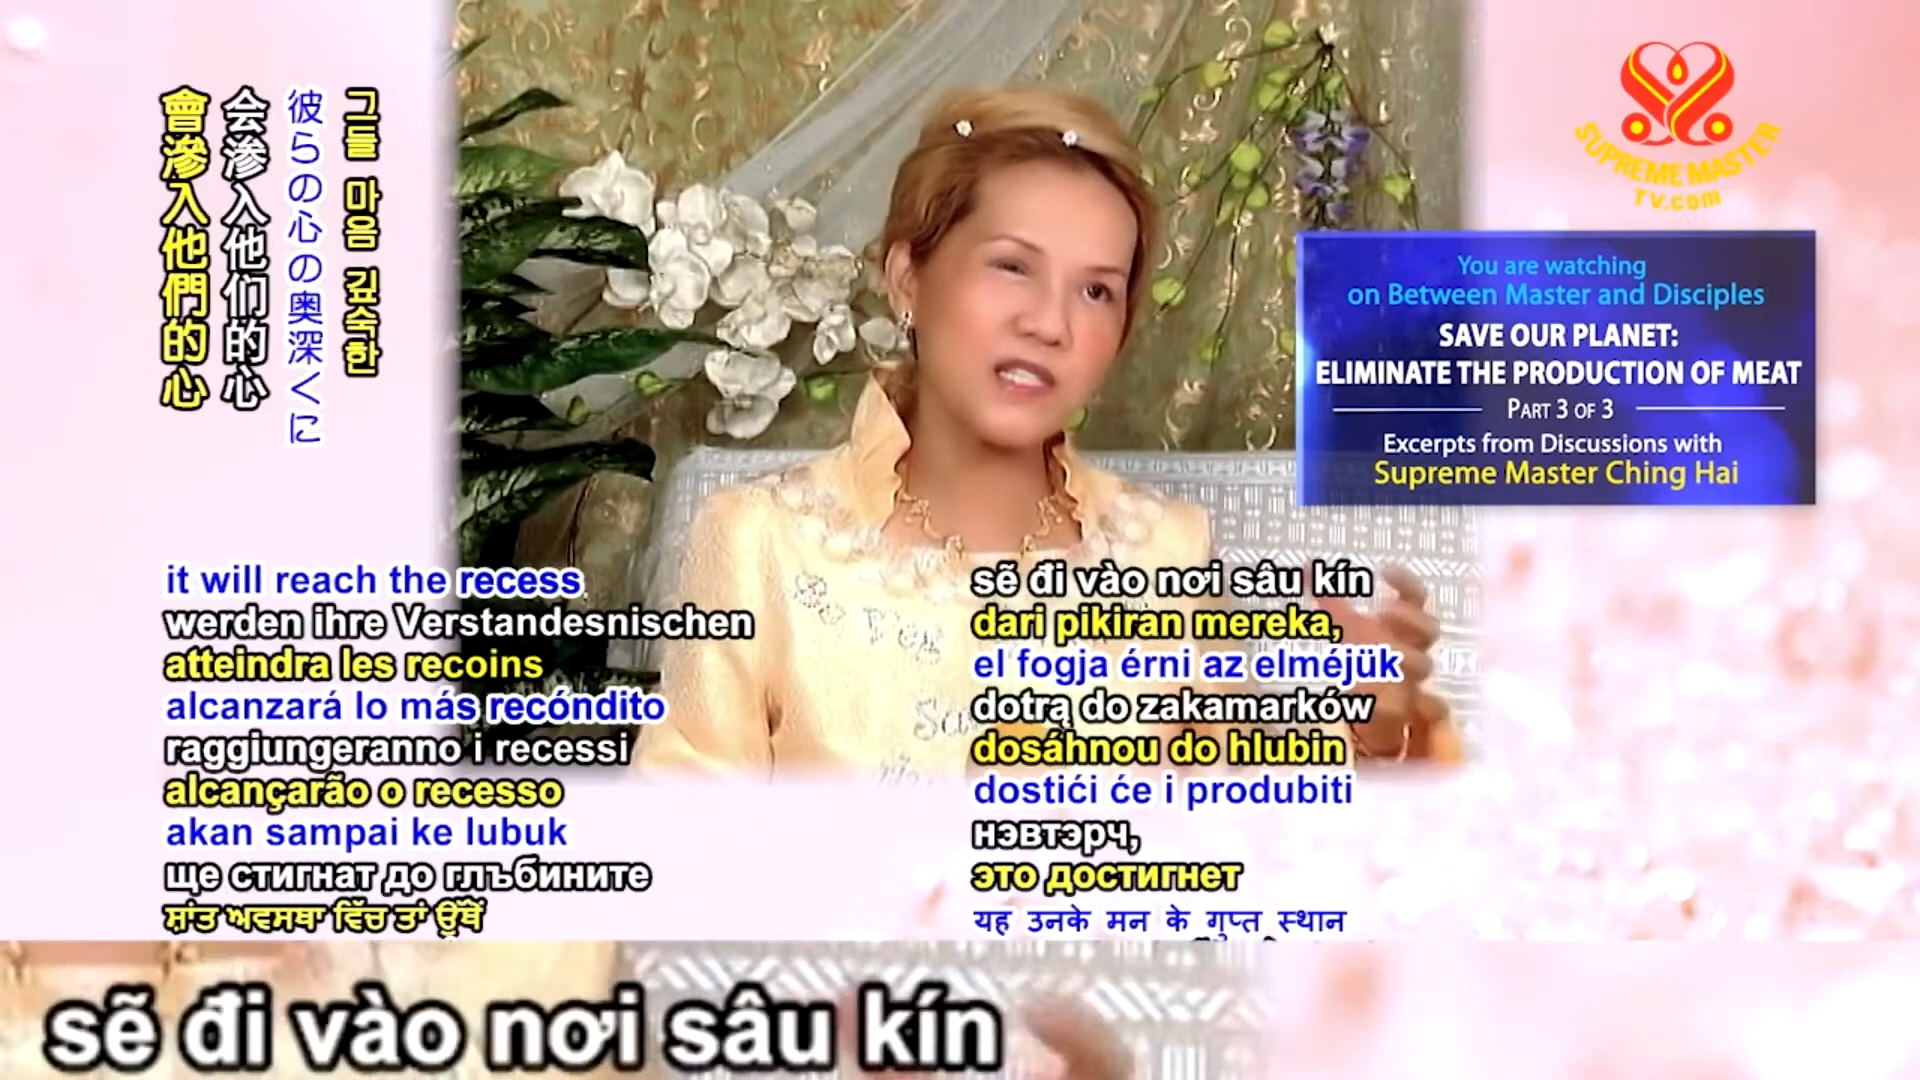 會滲入他們的心
会渗入他们的心
彼らの心の奥深くに
그들 마음 깊숙한
SUPREME MASTER
TV.com
You are watching
on Between Master and Disciples
SAVE OUR PLANET:
ELIMINATE THE PRODUCTION OF MEAT
PART 3 OF 3
Excerpts from Discussions with
Supreme Master Ching Hai
it will reach the recess
werden ihre Verstandesnischen
atteindra les recoins
alcanzará lo más recóndito
raggiungeranno i recessi
alcançarão o recesso
akan sampai ke lubuk
ще стигнат до глъбините
ਸ਼ਾਂਤ ਅਵਸਥਾ ਵਿੱਚ ਤਾਂ ਉੱਥੋਂ
sẽ đi vào nơi sâu kín
dari pikiran mereka,
el fogja érni az elméjük
dotrą do zakamarków
dosáhnou do hlubin
dostići će i produbiti
нэвтэрч,
это достигнет
यह उनके मन के गुप्त स्थान
sẽ đi vào nơi sâu kín